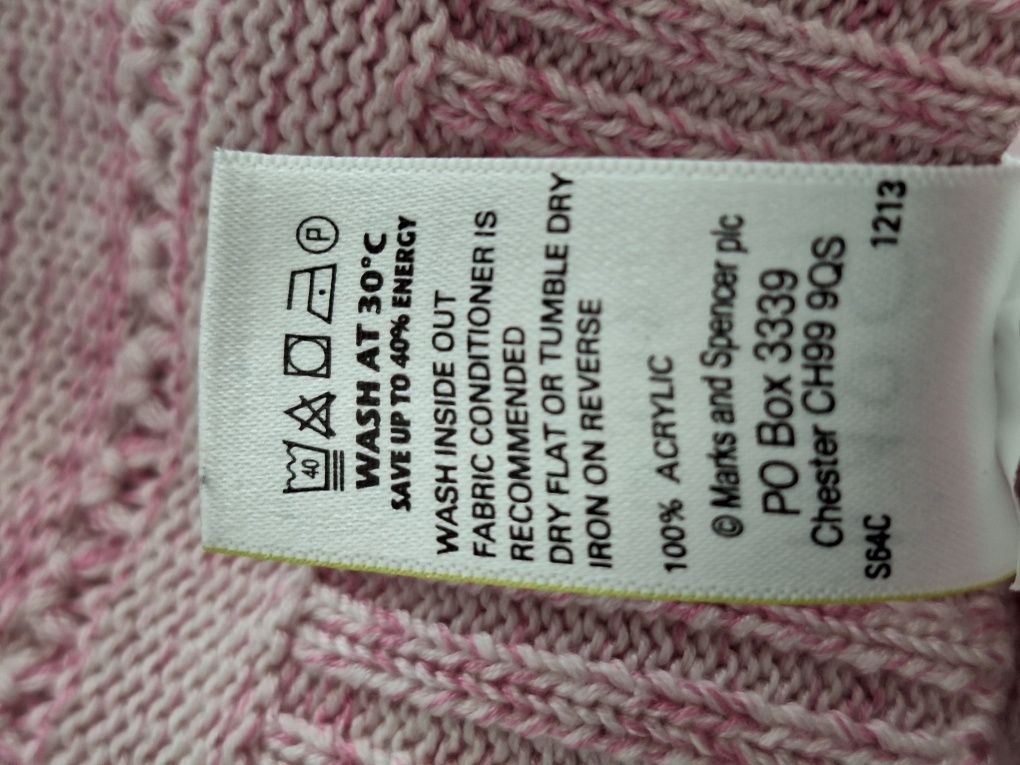 40 P
WASH AT 30°C
SAVE UP TO 40% ENERGY
WASH INSIDE OUT
FABRIC CONDITIONER IS
RECOMMENDED
DRY FLAT OR TUMBLE DRY
IRON ON REVERSE
100% ACRYLIC
© Marks and Spencer plc
PO Box 3339
Chester CH99 9QS
S64C 1213